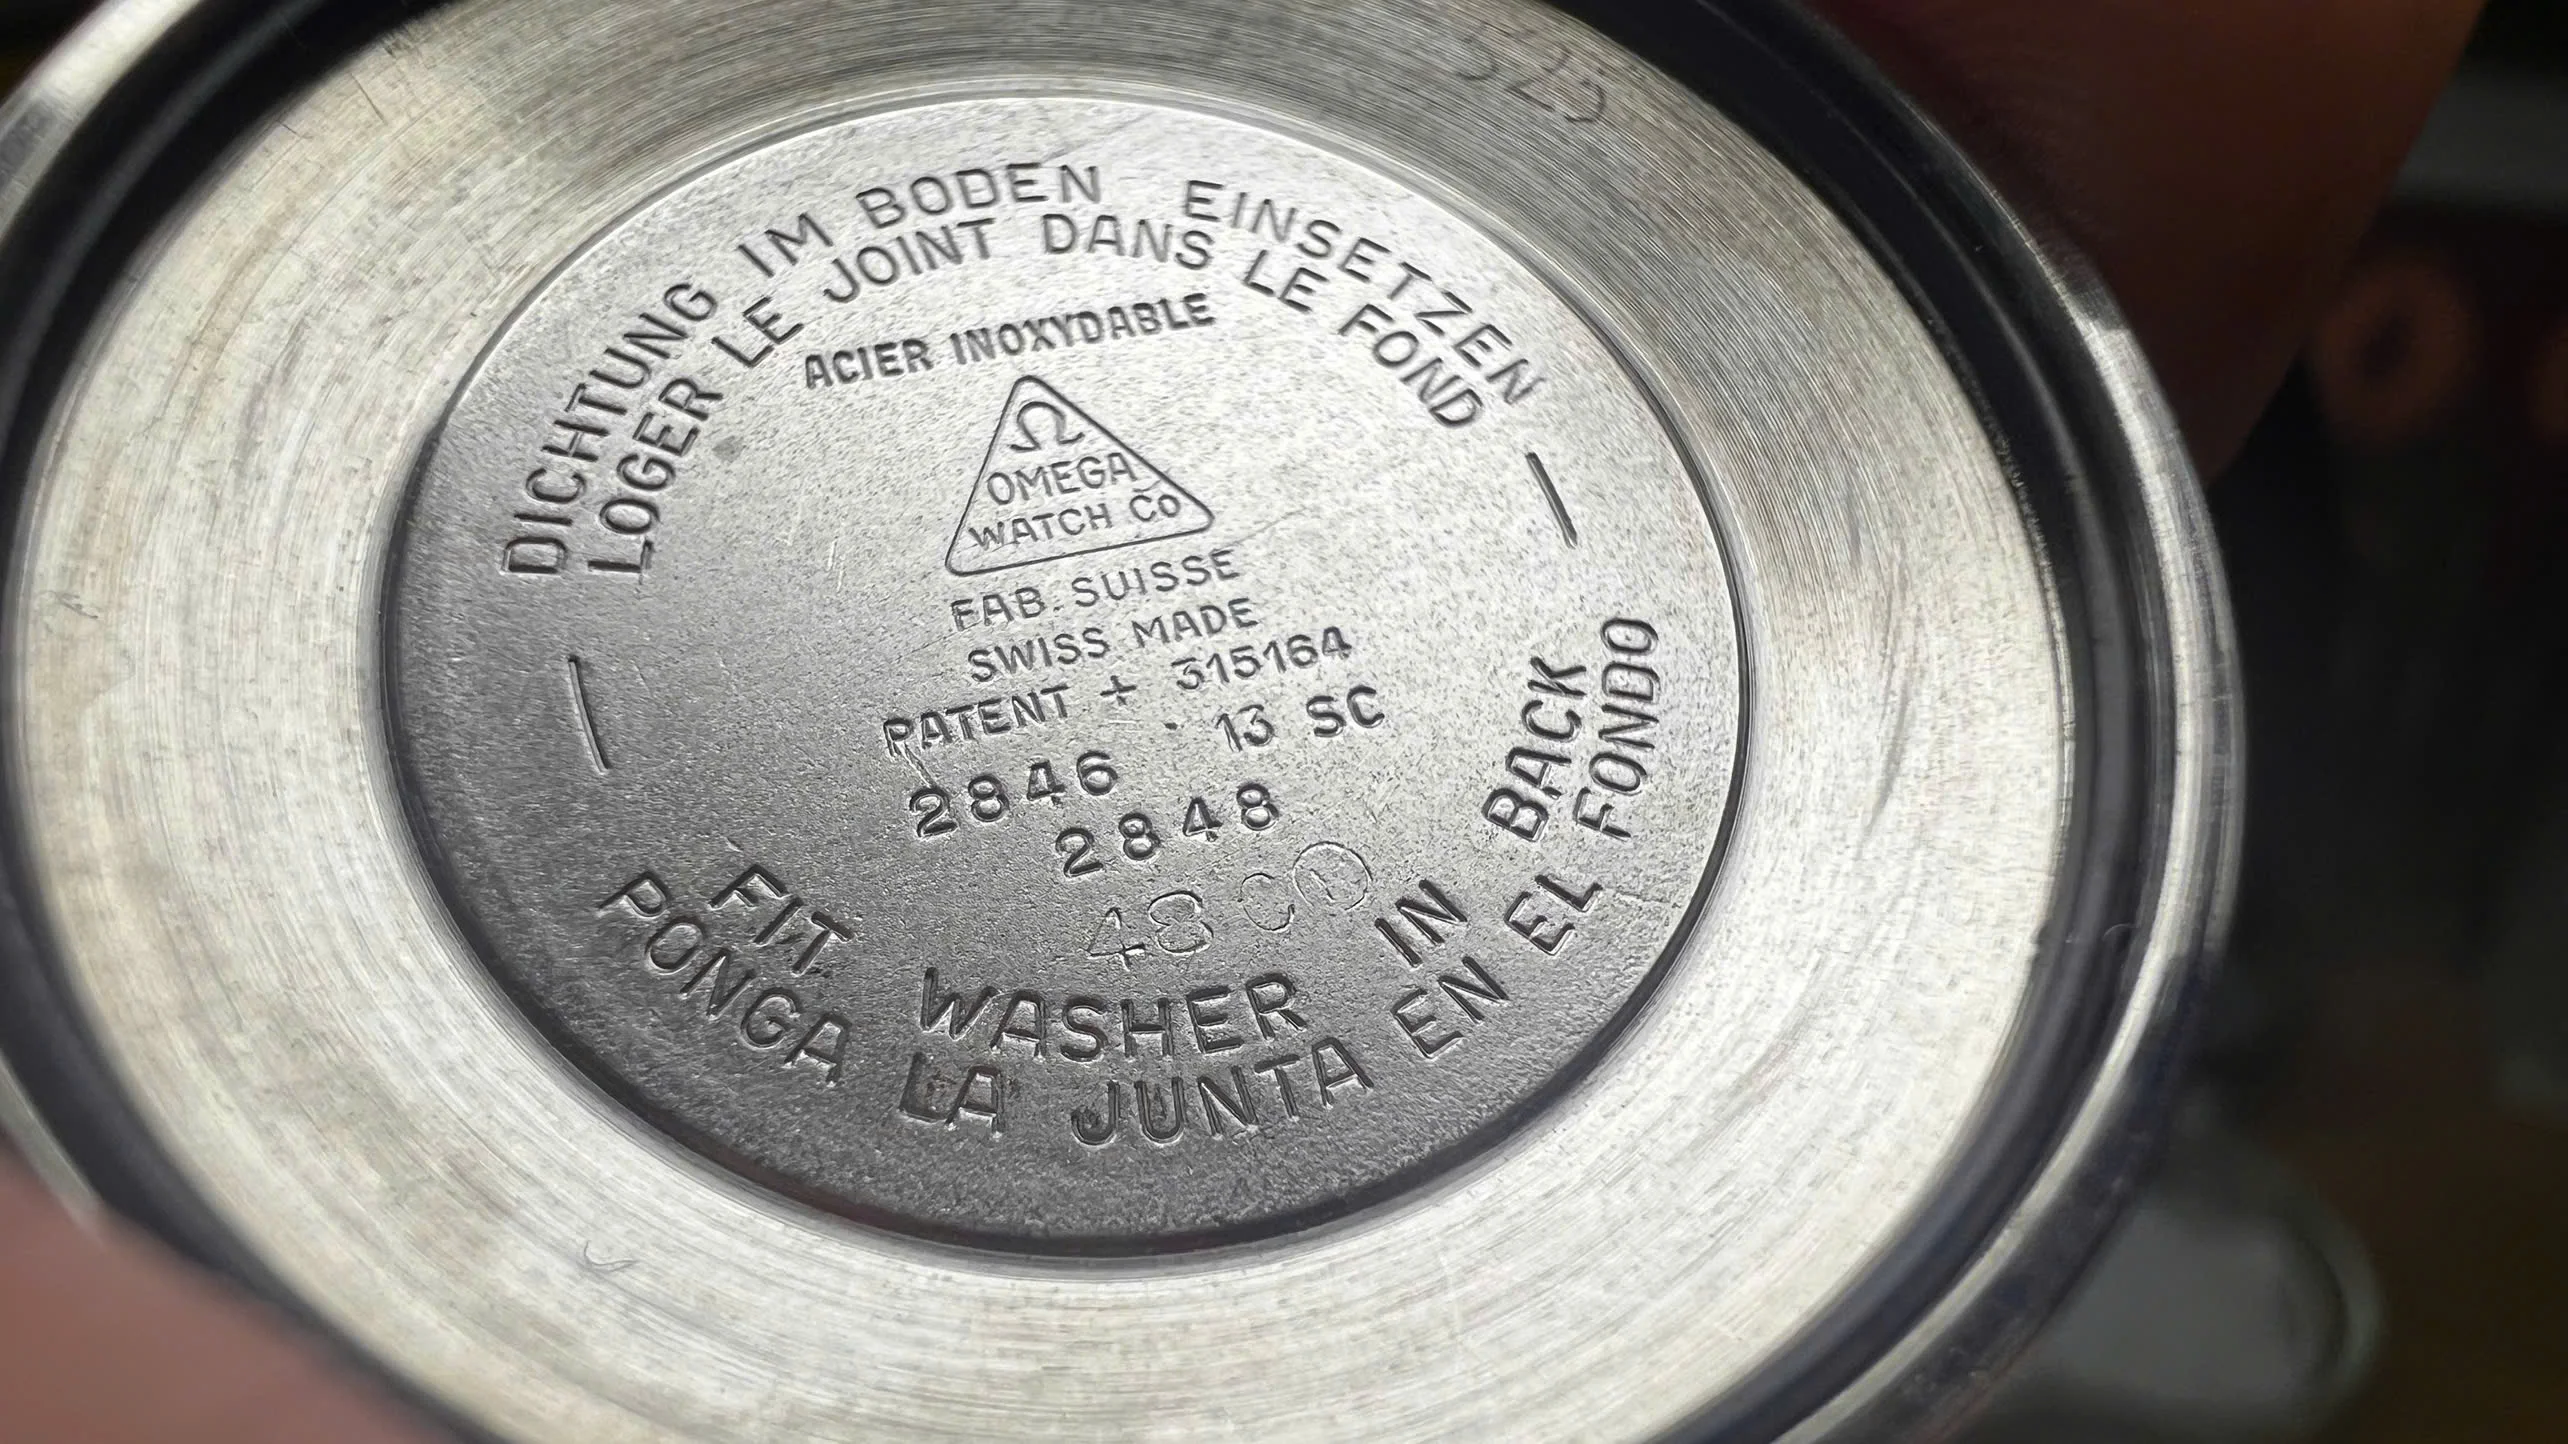 DICHTUNG IM BODEN EINSETZEN
LOGER LE JOINT DANS LE FOND
ACIER INOXYDABLE
Ω
OMEGA
WATCH Co
FAB. SUISSE
SWISS MADE
PATENT + 315164
2846 · 13 SC
2848
FIT WASHER IN BACK
PONGA LA JUNTA EN EL FONDO